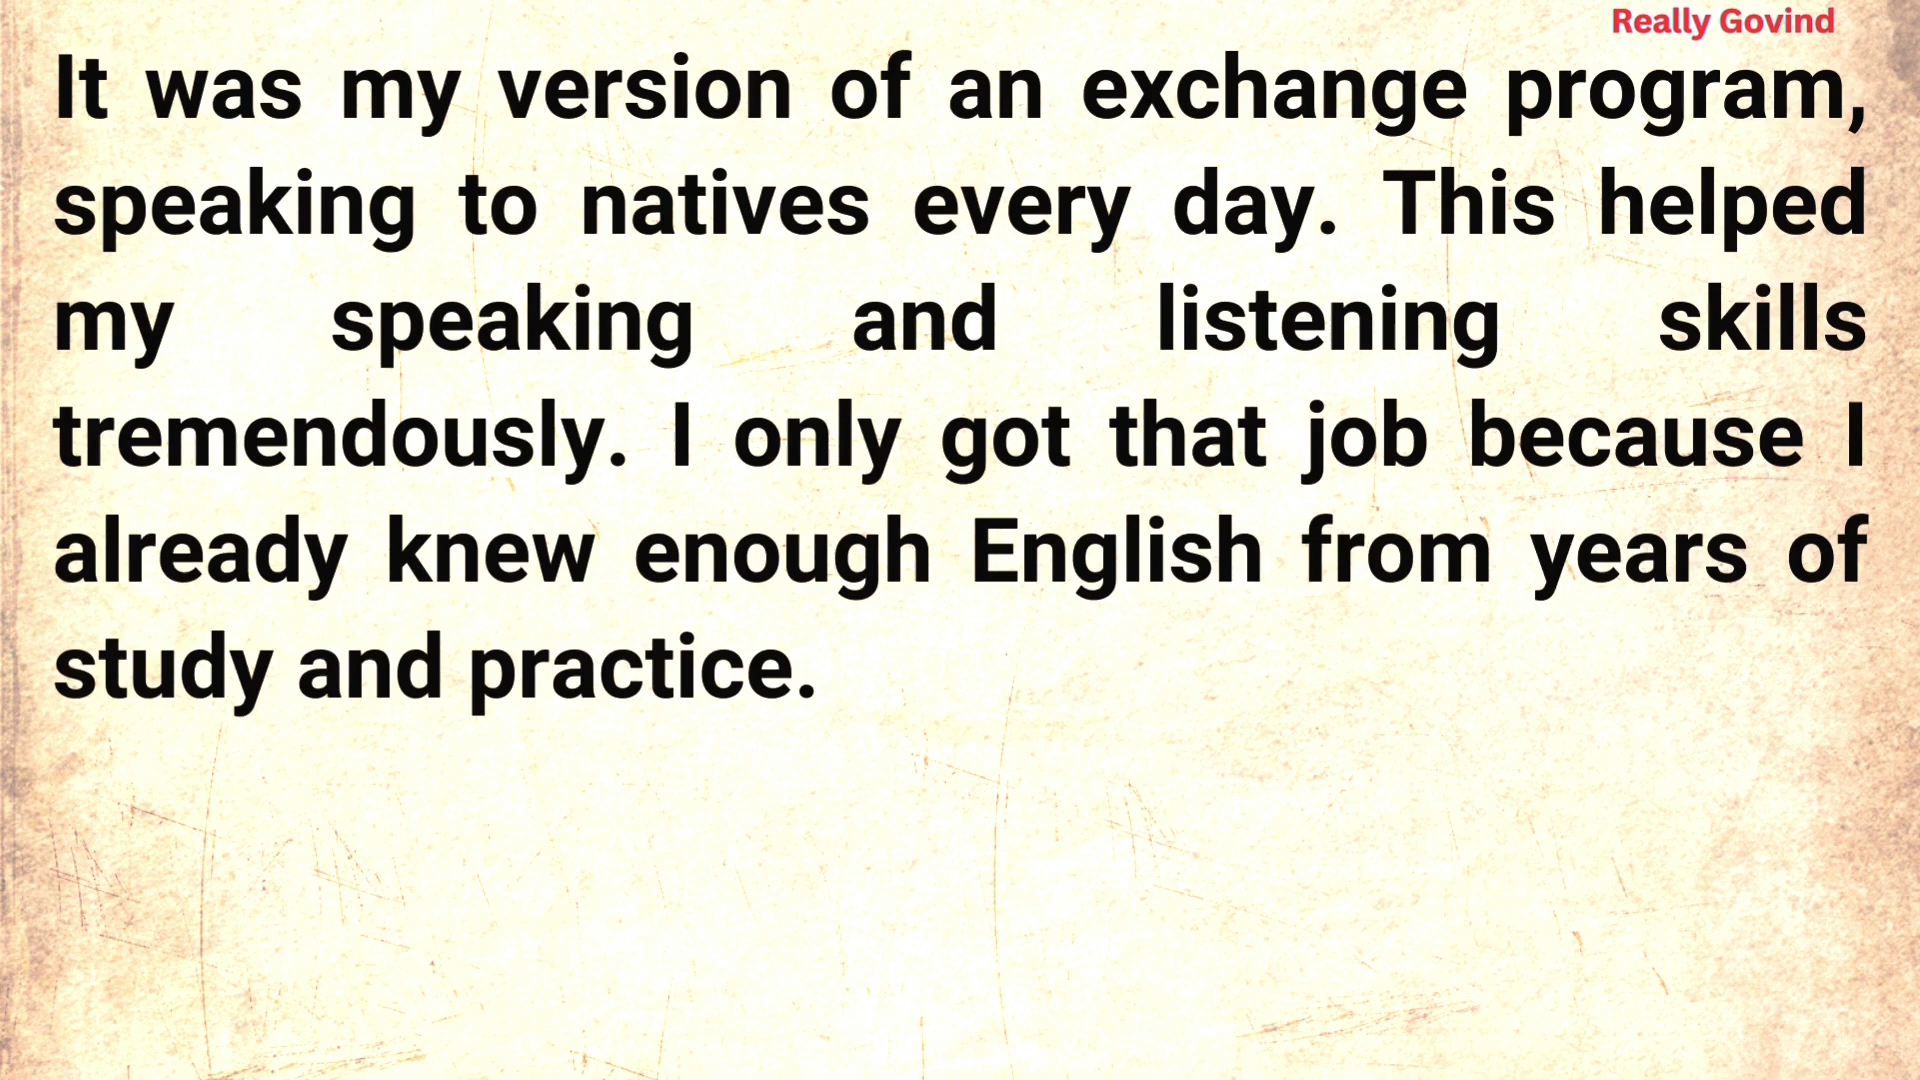 Really Govind
It was my version of an exchange program,
speaking to natives every day. This helped
my speaking and listening skills
tremendously. I only got that job because I
already knew enough English from years of
study and practice.